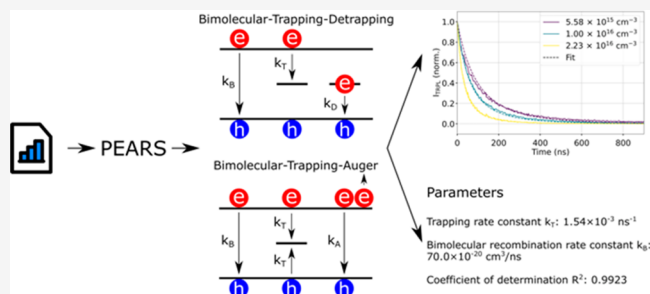 Bimolecular-Trapping-Detrapping
e e
k_B k_T e
k_D
h h h
PEARS
Bimolecular-Trapping-Auger
e e e e
k_B k_T k_A
k_T
h h h
I_TRPL (norm.)
1.0
0.8
0.6
0.4
0.2
0.0
5.58 × 10¹⁵ cm⁻³
1.00 × 10¹⁶ cm⁻³
2.23 × 10¹⁶ cm⁻³
Fit
0 200 400 600 800
Time (ns)
Parameters
Trapping rate constant k_T: 1.54×10⁻³ ns⁻¹
Bimolecular recombination rate constant k_B:
70.0×10⁻²⁰ cm³/ns
Coefficient of determination R²: 0.9923